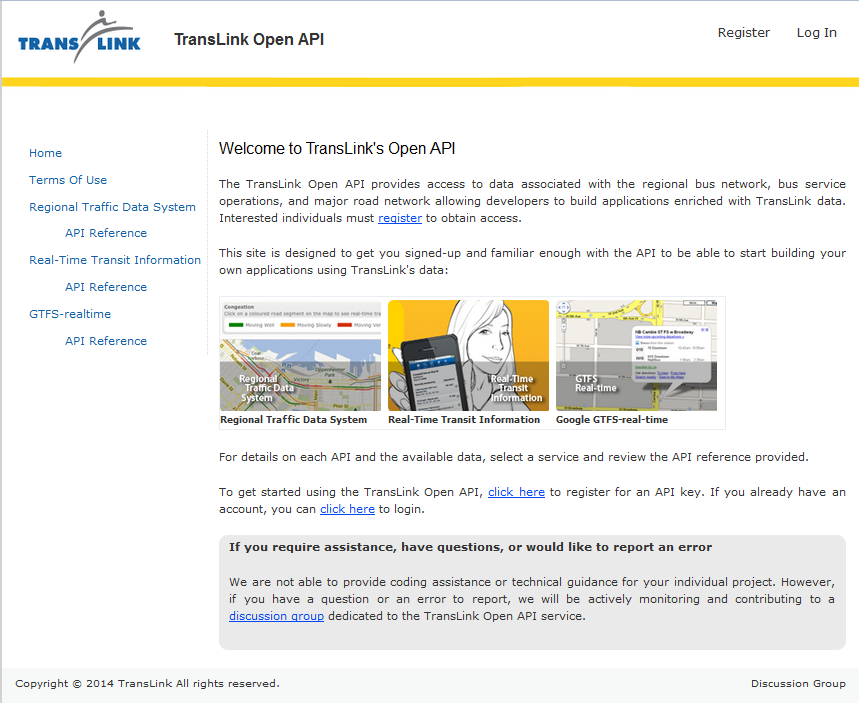 TRANS LINK
TransLink Open API
Register
Log In
Home
Terms Of Use
Regional Traffic Data System
API Reference
Real-Time Transit Information
API Reference
GTFS-realtime
API Reference
Welcome to TransLink's Open API
The TransLink Open API provides access to data associated with the regional bus network, bus service
operations, and major road network allowing developers to build applications enriched with TransLink data.
Interested individuals must register to obtain access.
This site is designed to get you signed-up and familiar enough with the API to be able to start building your
own applications using TransLink's data:
Congestion
Click on a coloured road segment on the map to see real-time
Moving Well
Moving Slowly
Regional
Traffic Data
System
Real-Time
Transit
Information
GTFS
Real-time
Regional Traffic Data System
Real-Time Transit Information
Google GTFS-real-time
For details on each API and the available data, select a service and review the API reference provided.
To get started using the TransLink Open API, click here to register for an API key. If you already have an
account, you can click here to login.
If you require assistance, have questions, or would like to report an error
We are not able to provide coding assistance or technical guidance for your individual project. However,
if you have a question or an error to report, we will be actively monitoring and contributing to a
discussion group dedicated to the TransLink Open API service.
Copyright © 2014 TransLink All rights reserved.
Discussion Group